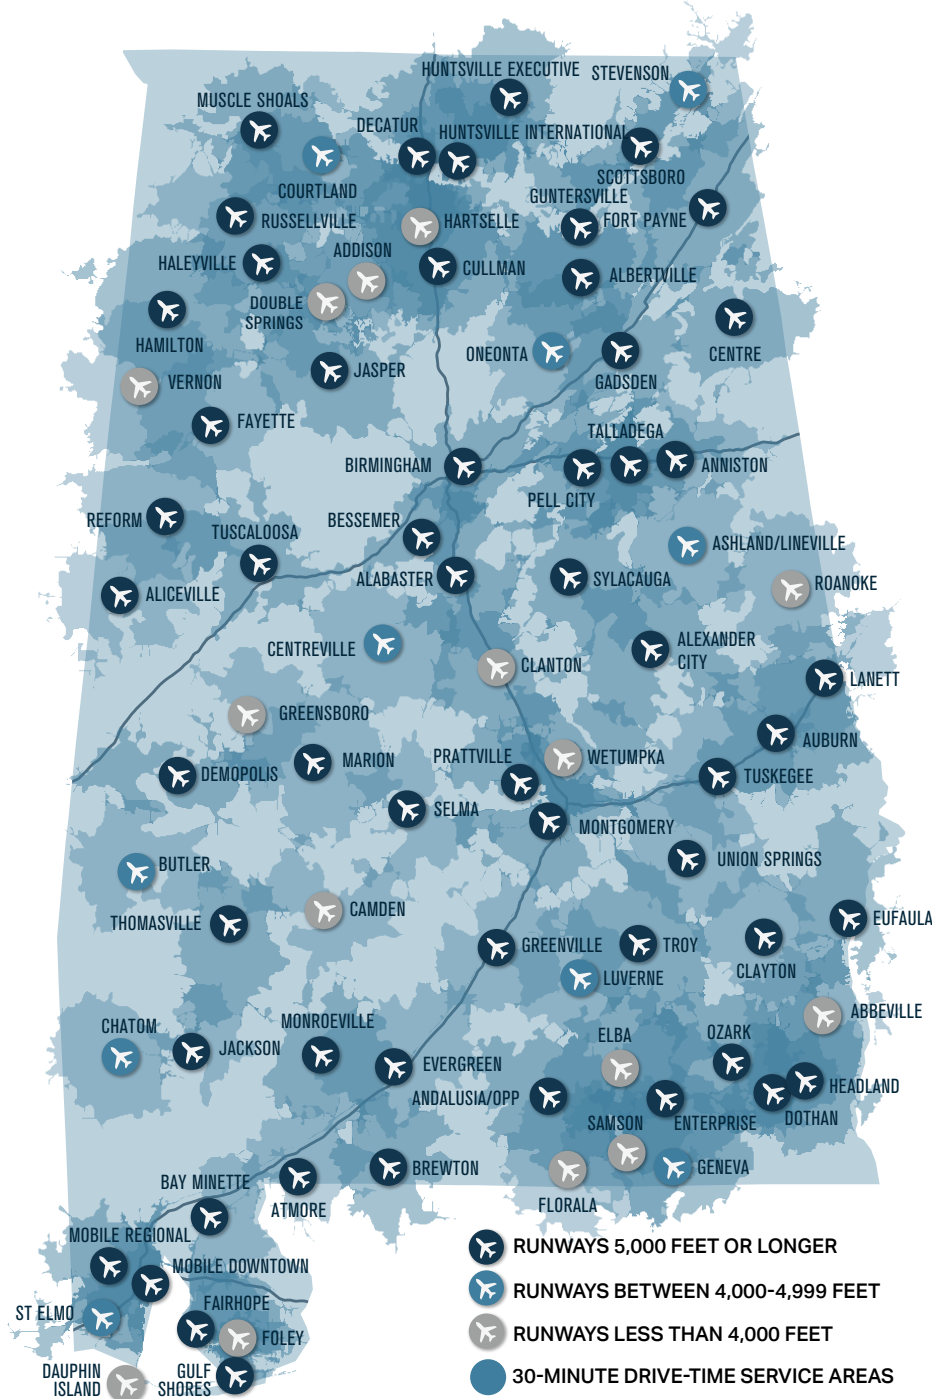 HUNTSVILLE EXECUTIVE
STEVENSON
MUSCLE SHOALS
DECATUR
HUNTSVILLE INTERNATIONAL
COURTLAND
SCOTTSBORO
GUNTERSVILLE
RUSSELLVILLE
HARTSELLE
FORT PAYNE
ADDISON
HALEYVILLE
CULLMAN
ALBERTVILLE
DOUBLE
SPRINGS
HAMILTON
ONEONTA
CENTRE
JASPER
VERNON
GADSDEN
FAYETTE
TALLADEGA
BIRMINGHAM
ANNISTON
PELL CITY
REFORM
BESSEMER
TUSCALOOSA
ASHLAND/LINEVILLE
ALABASTER
SYLACAUGA
ROANOKE
ALICEVILLE
CENTREVILLE
ALEXANDER
CITY
CLANTON
LANETT
GREENSBORO
AUBURN
PRATTVILLE
WETUMPKA
MARION
DEMOPOLIS
TUSKEGEE
SELMA
MONTGOMERY
UNION SPRINGS
BUTLER
CAMDEN
THOMASVILLE
EUFAULA
GREENVILLE
TROY
CLAYTON
LUVERNE
ABBEVILLE
CHATOM
MONROEVILLE
ELBA
OZARK
JACKSON
EVERGREEN
HEADLAND
ANDALUSIA/OPP
DOTHAN
SAMSON
ENTERPRISE
BREWTON
GENEVA
BAY MINETTE
ATMORE
FLORALA
MOBILE REGIONAL
RUNWAYS 5,000 FEET OR LONGER
MOBILE DOWNTOWN
RUNWAYS BETWEEN 4,000-4,999 FEET
FAIRHOPE
ST ELMO
RUNWAYS LESS THAN 4,000 FEET
FOLEY
DAUPHIN
ISLAND
GULF
SHORES
30-MINUTE DRIVE-TIME SERVICE AREAS